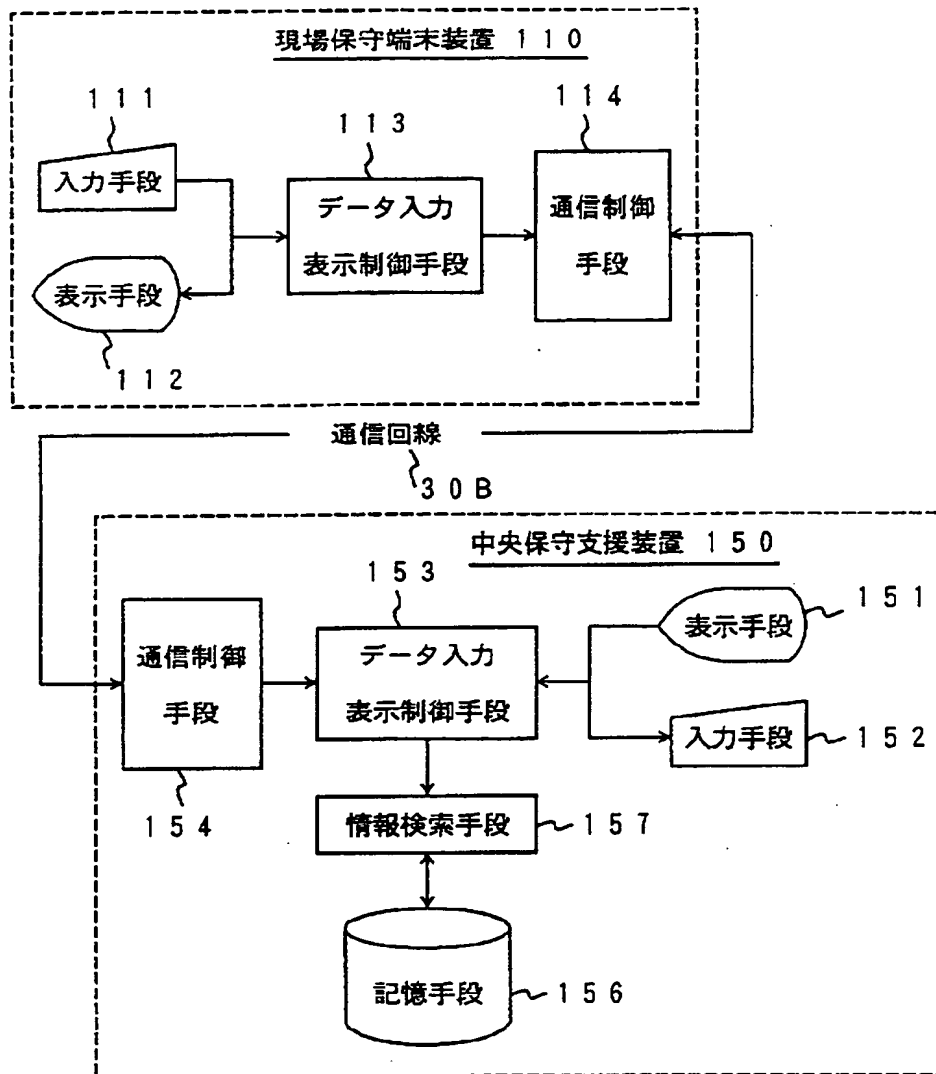 現場保守端末装置 110
111
113
114
入力手段
データ入力
表示制御手段
通信制御
手段
表示手段
112
通信回線
30B
中央保守支援装置 150
153
151
表示手段
通信制御
手段
データ入力
表示制御手段
入力手段
152
154
情報検索手段
157
記憶手段
156